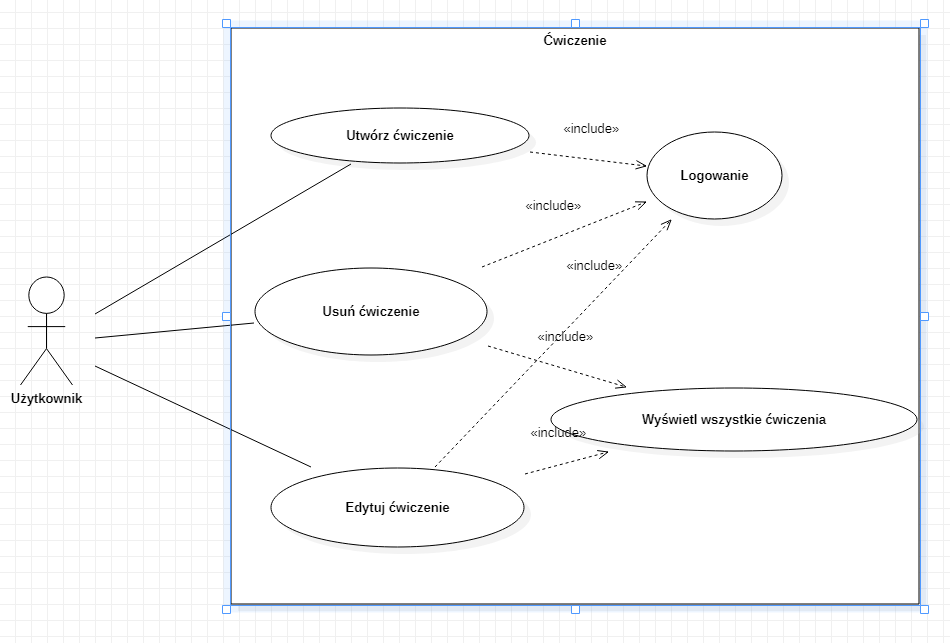 Ćwiczenie
Utwórz ćwiczenie
«include»
Logowanie
«include»
«include»
Usuń ćwiczenie
«include»
Użytkownik
Wyświetl wszystkie ćwiczenia
«include»
Edytuj ćwiczenie